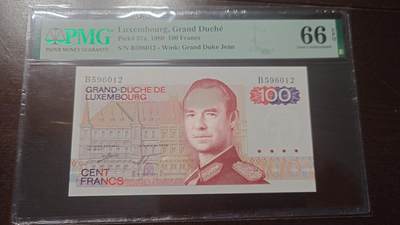 PMG
PAPER MONEY GUARANTY
Luxembourg, Grand Duché
Pick# 57a 1980 100 Francs
S/N B596012 - Wmk: Grand Duke Jean
66 EPQ
B596012
B596012
GRAND-DUCHE DE
LUXEMBOURG
100
CENT
FRANCS